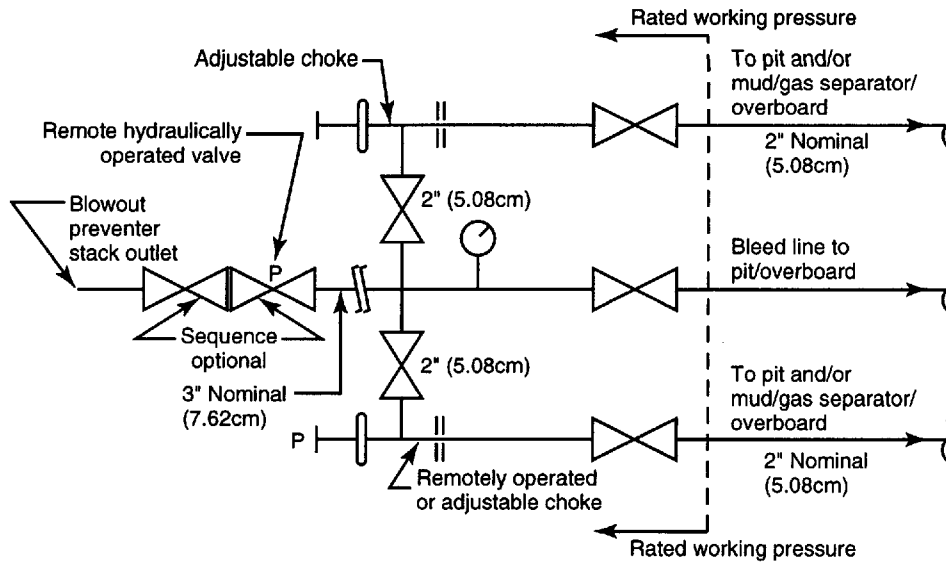 Rated working pressure
Adjustable choke
To pit and/or
mud/gas separator/
overboard
Remote hydraulically
operated valve
2" Nominal
(5.08cm)
2" (5.08cm)
Blowout
preventer
stack outlet
P
Bleed line to
pit/overboard
Sequence
optional
2" (5.08cm)
3" Nominal
(7.62cm)
To pit and/or
mud/gas separator/
overboard
P
2" Nominal
(5.08cm)
Remotely operated
or adjustable choke
Rated working pressure